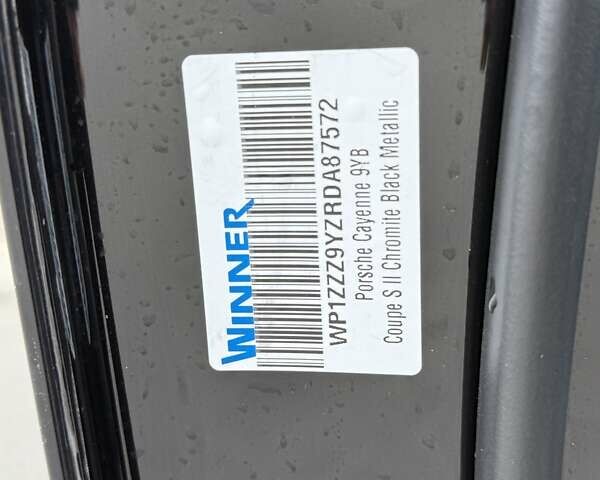 WINNER
WP1ZZZ9YZRDA87572
Porsche Cayenne 9YB
Coupe S II Chromite Black Metallic